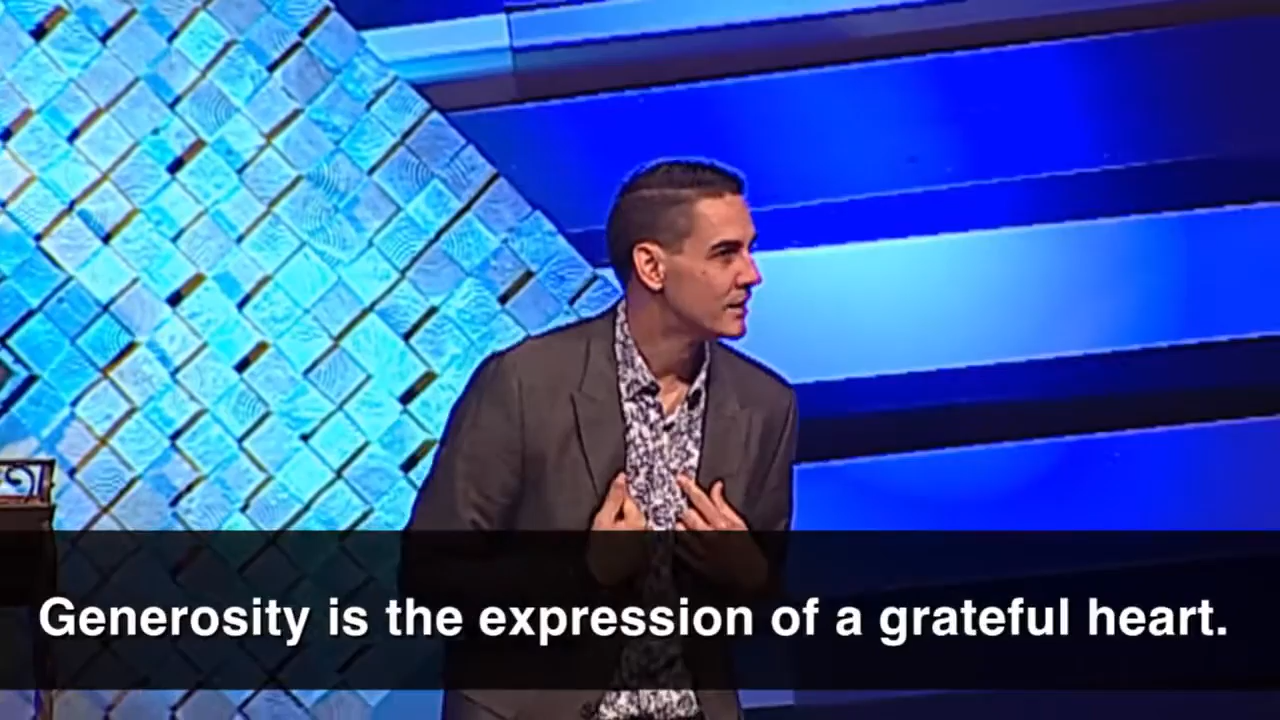 Generosity is the expression of a grateful heart.